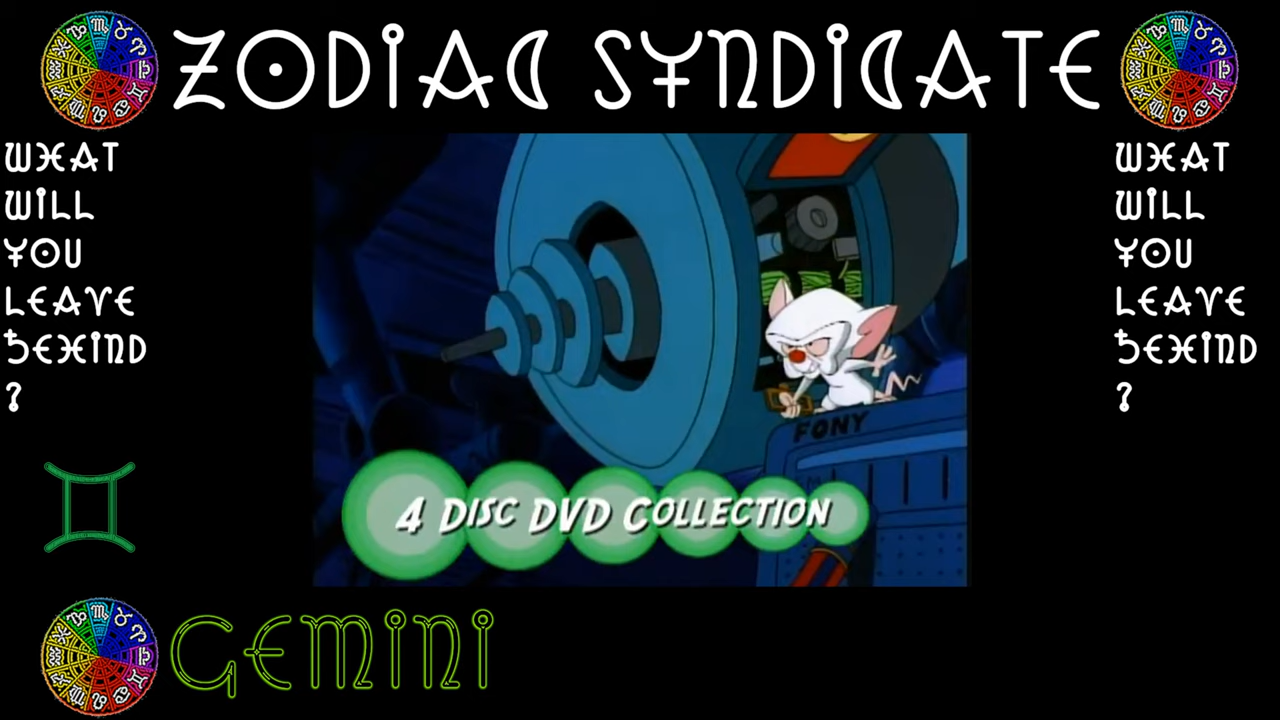 ZODIAC SYNDICATE
WHAT
WILL
YOU
LEAVE
BEHIND
?
WHAT
WILL
YOU
LEAVE
BEHIND
?
FONY
4 DISC DVD COLLECTION
GEMINI